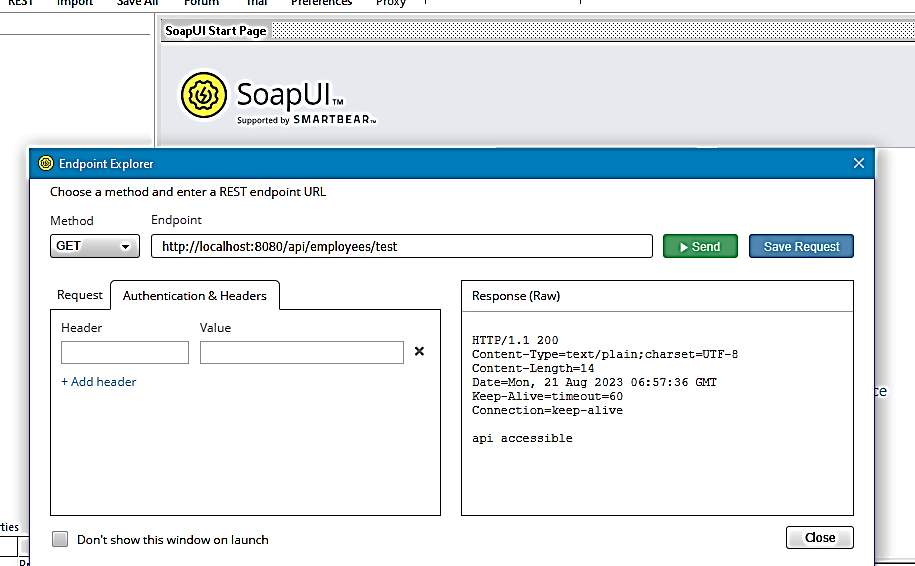 REST Import Save All Forum Trial Preferences Proxy
SoapUI Start Page
SoapUI™
Supported by SMARTBEAR™
Endpoint Explorer
Choose a method and enter a REST endpoint URL
Method Endpoint
GET http://localhost:8080/api/employees/test Send Save Request
Request Authentication & Headers
Header Value
+ Add header
Response (Raw)
HTTP/1.1 200
Content-Type=text/plain;charset=UTF-8
Content-Length=14
Date=Mon, 21 Aug 2023 06:57:36 GMT
Keep-Alive=timeout=60
Connection=keep-alive
api accessible
Don't show this window on launch
Close